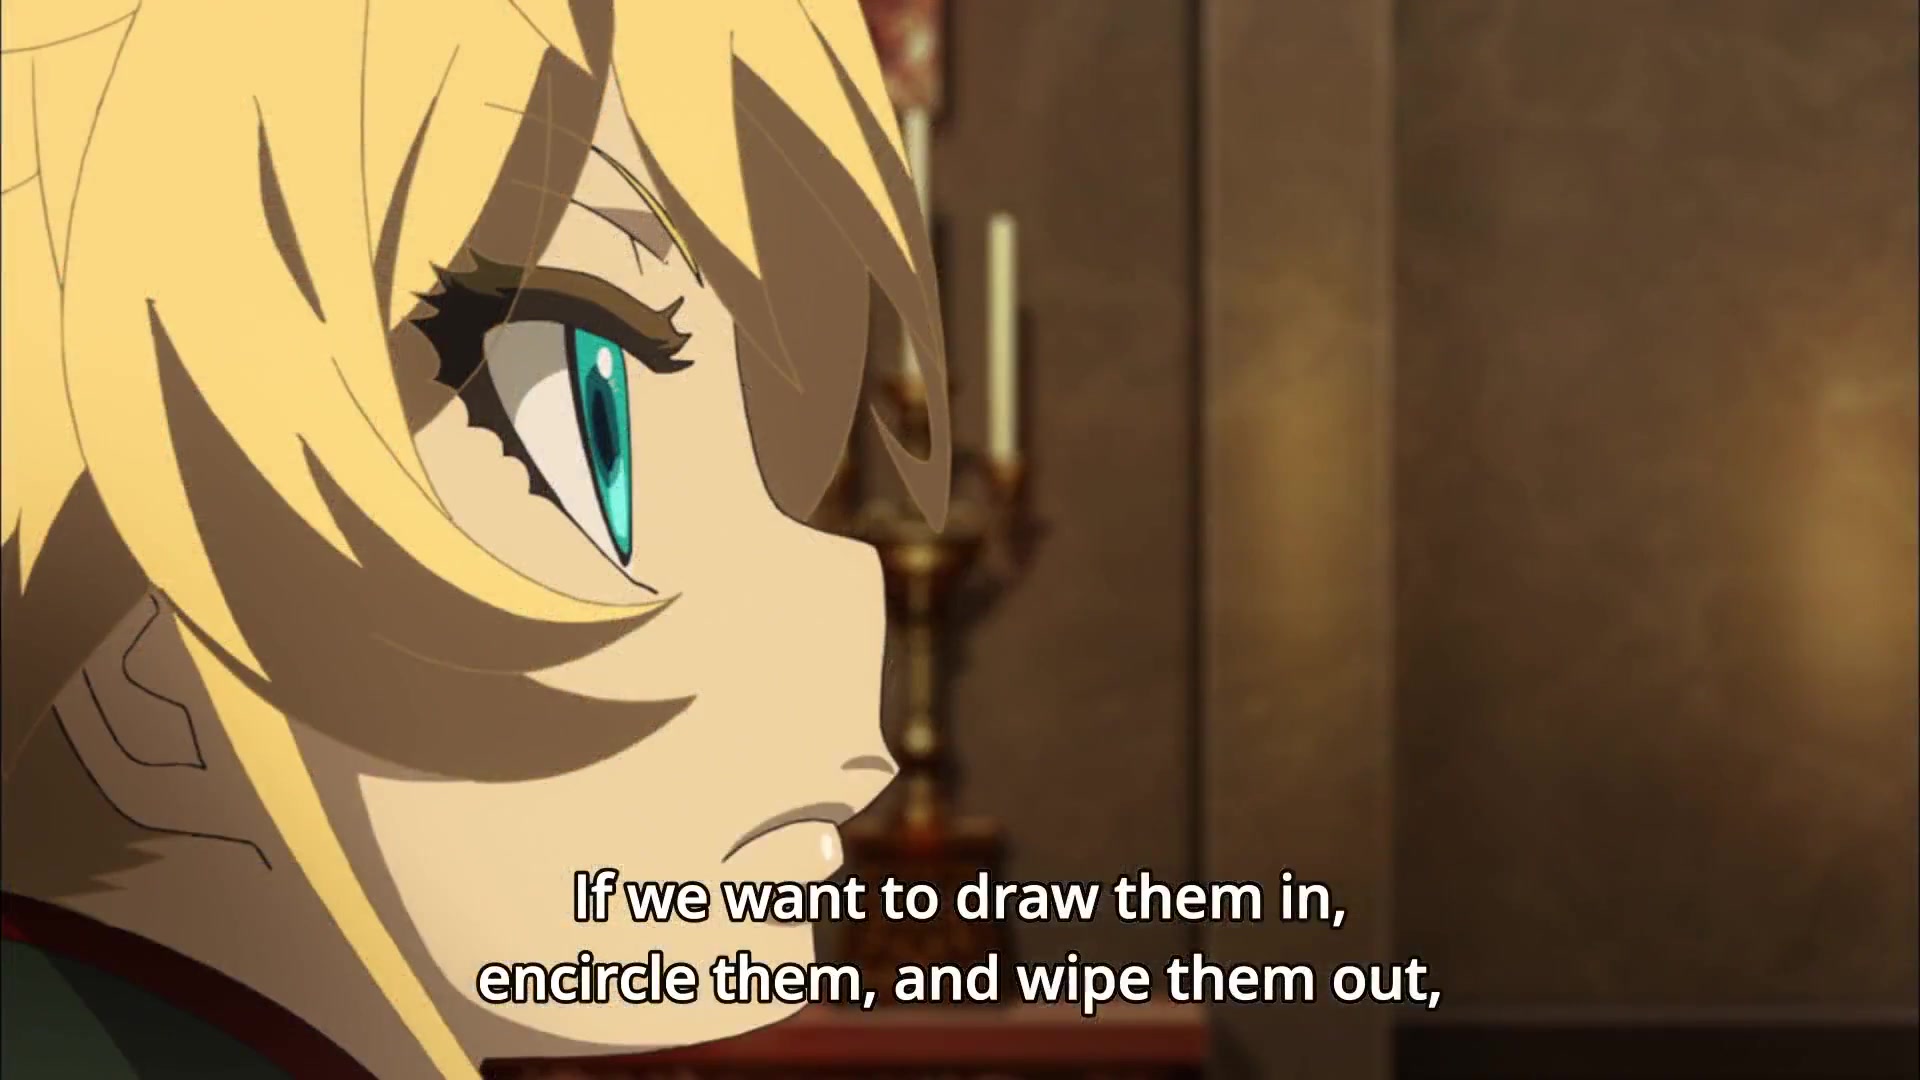 If we want to draw them in,
encircle them, and wipe them out,